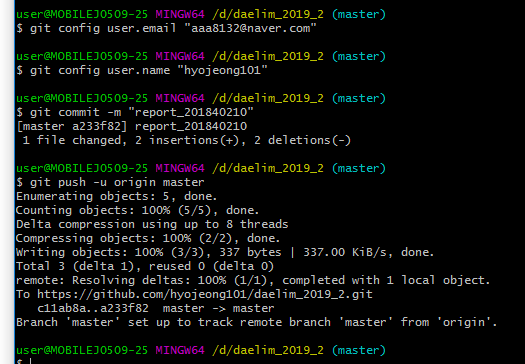 user@MOBILEJO509-25 MINGW64 /d/daelim_2019_2 (master)
$ git config user.email "aaa8132@naver.com"
user@MOBILEJO509-25 MINGW64 /d/daelim_2019_2 (master)
$ git config user.name "hyojeong101"
user@MOBILEJO509-25 MINGW64 /d/daelim_2019_2 (master)
$ git commit -m "report_201840210"
[master a233f82] report_201840210
 1 file changed, 2 insertions(+), 2 deletions(-)
user@MOBILEJO509-25 MINGW64 /d/daelim_2019_2 (master)
$ git push -u origin master
Enumerating objects: 5, done.
Counting objects: 100% (5/5), done.
Delta compression using up to 8 threads
Compressing objects: 100% (2/2), done.
Writing objects: 100% (3/3), 337 bytes | 337.00 KiB/s, done.
Total 3 (delta 1), reused 0 (delta 0)
remote: Resolving deltas: 100% (1/1), completed with 1 local object.
To https://github.com/hyojeong101/daelim_2019_2.git
   c11ab8a..a233f82  master -> master
Branch 'master' set up to track remote branch 'master' from 'origin'.
user@MOBILEJO509-25 MINGW64 /d/daelim_2019_2 (master)
$